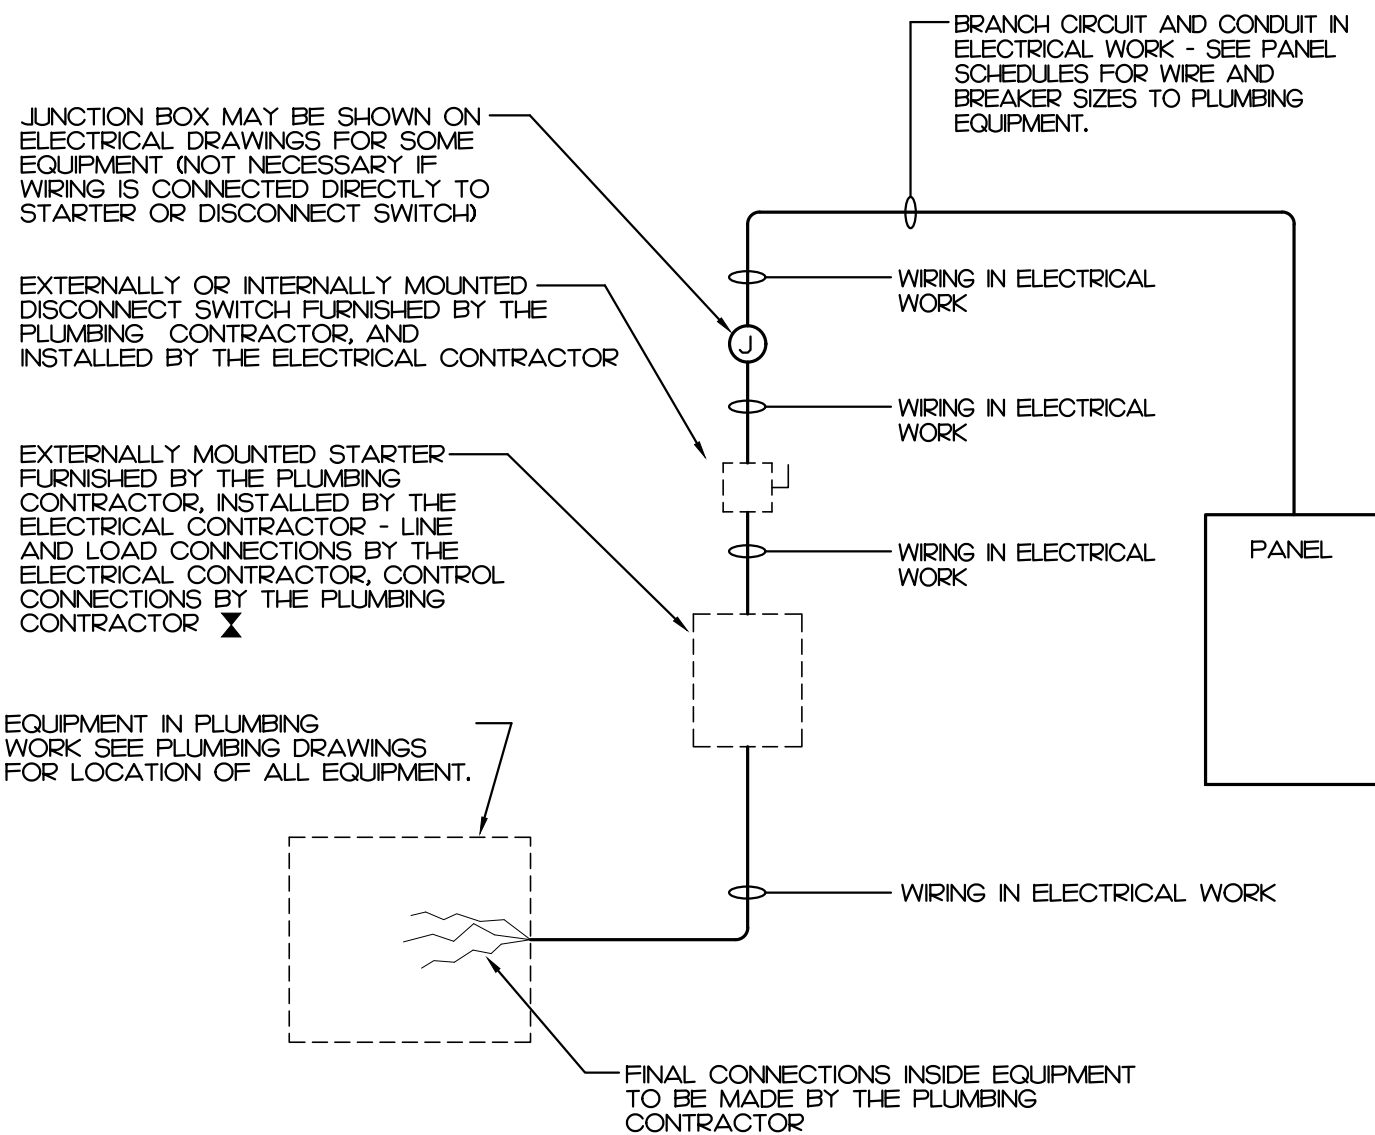 BRANCH CIRCUIT AND CONDUIT IN
ELECTRICAL WORK - SEE PANEL
SCHEDULES FOR WIRE AND
BREAKER SIZES TO PLUMBING
EQUIPMENT.
JUNCTION BOX MAY BE SHOWN ON
ELECTRICAL DRAWINGS FOR SOME
EQUIPMENT (NOT NECESSARY IF
WIRING IS CONNECTED DIRECTLY TO
STARTER OR DISCONNECT SWITCH)
WIRING IN ELECTRICAL
WORK
EXTERNALLY OR INTERNALLY MOUNTED
DISCONNECT SWITCH FURNISHED BY THE
PLUMBING CONTRACTOR, AND
INSTALLED BY THE ELECTRICAL CONTRACTOR
J
WIRING IN ELECTRICAL
WORK
EXTERNALLY MOUNTED STARTER
FURNISHED BY THE PLUMBING
CONTRACTOR, INSTALLED BY THE
ELECTRICAL CONTRACTOR - LINE
AND LOAD CONNECTIONS BY THE
ELECTRICAL CONTRACTOR, CONTROL
CONNECTIONS BY THE PLUMBING
CONTRACTOR
WIRING IN ELECTRICAL
WORK
PANEL
EQUIPMENT IN PLUMBING
WORK SEE PLUMBING DRAWINGS
FOR LOCATION OF ALL EQUIPMENT.
WIRING IN ELECTRICAL WORK
FINAL CONNECTIONS INSIDE EQUIPMENT
TO BE MADE BY THE PLUMBING
CONTRACTOR